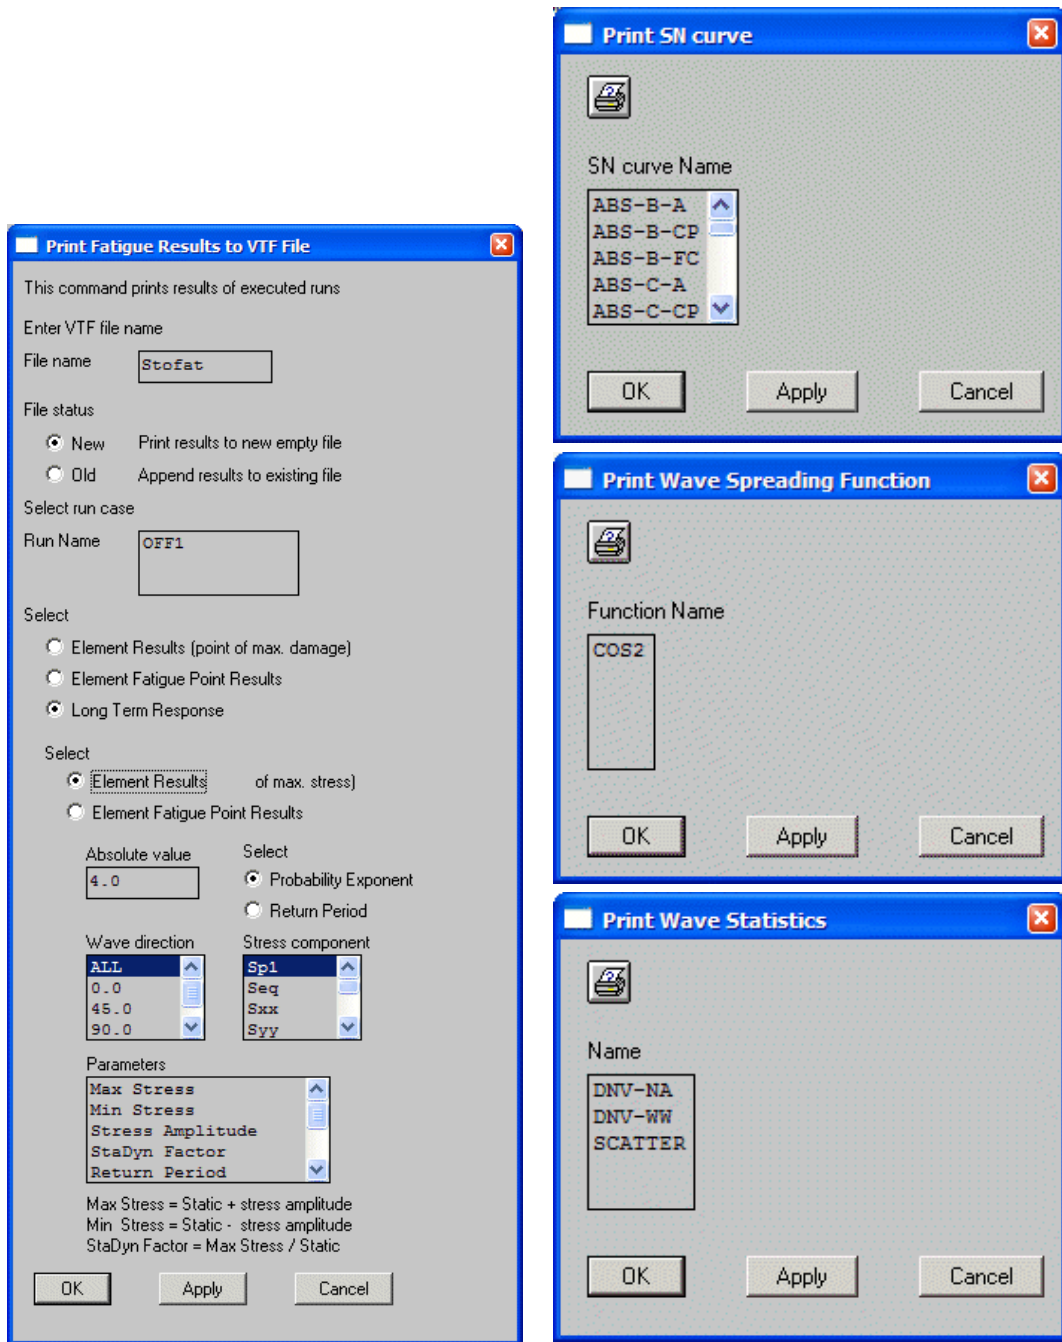 Print Fatigue Results to VTF File
This command prints results of executed runs
Enter VTF file name
File name Stofat
File status
New Print results to new empty file
Old Append results to existing file
Select run case
Run Name OFF1
Select
Element Results (point of max. damage)
Element Fatigue Point Results
Long Term Response
Select
Element Results of max. stress)
Element Fatigue Point Results
Absolute value Select
4.0 Probability Exponent
Return Period
Wave direction Stress component
ALL Sp1
0.0 Seq
45.0 Sxx
90.0 Syy
Parameters
Max Stress
Min Stress
Stress Amplitude
StaDyn Factor
Return Period
Max Stress = Static + stress amplitude
Min Stress = Static - stress amplitude
StaDyn Factor = Max Stress / Static
OK Apply Cancel
Print SN curve
SN curve Name
ABS-B-A
ABS-B-CP
ABS-B-FC
ABS-C-A
ABS-C-CP
OK Apply Cancel
Print Wave Spreading Function
Function Name
COS2
OK Apply Cancel
Print Wave Statistics
Name
DNV-NA
DNV-WW
SCATTER
OK Apply Cancel